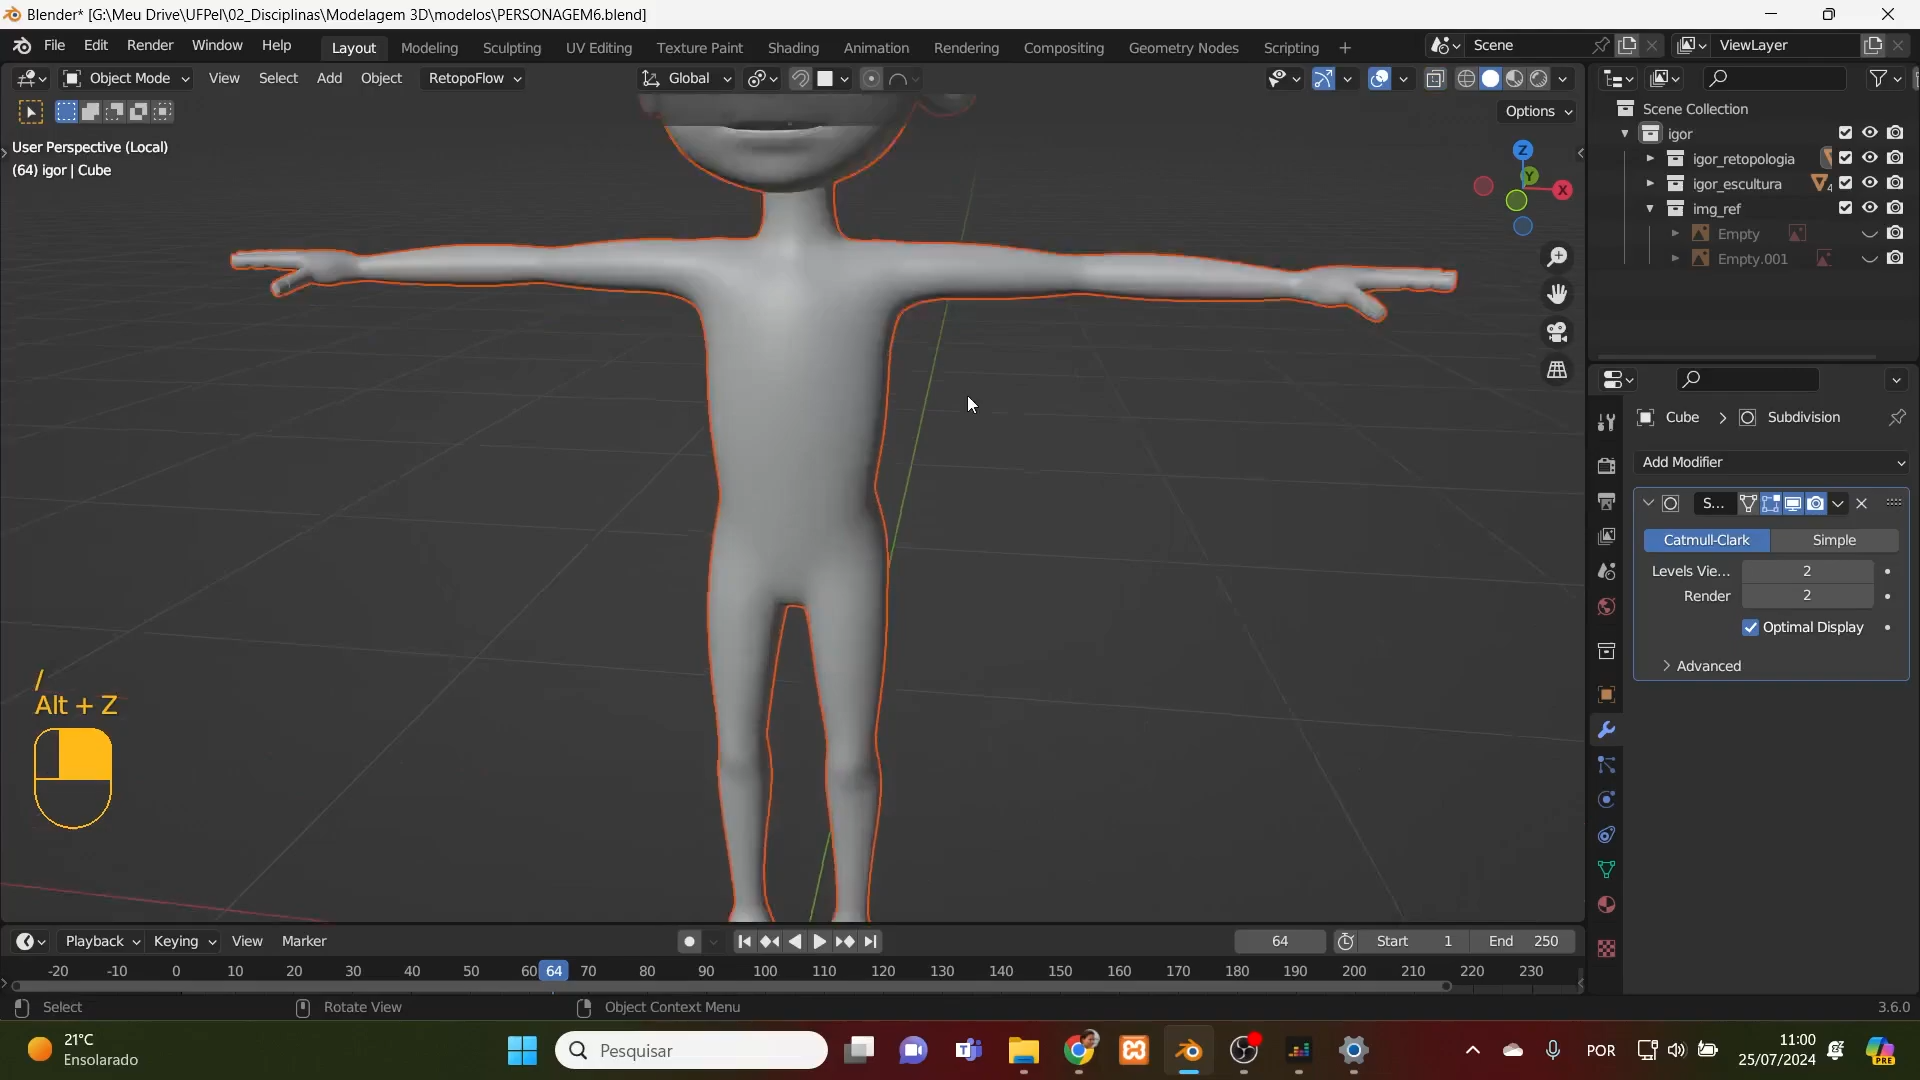 Blender* [G:\Meu Drive\UFPel\02_Disciplinas\Modelagem 3D\modelos\PERSONAGEM6.blend]
File Edit Render Window Help Layout Modeling Sculpting UV Editing Texture Paint Shading Animation Rendering Compositing Geometry Nodes Scripting + Scene ViewLayer
Object Mode View Select Add Object RetopoFlow Global
Options
User Perspective (Local)
(64) igor | Cube
Z
Y
X
Scene Collection
igor
igor_retopologia
igor_escultura 4
img_ref
Empty
Empty.001
Cube > Subdivision
Add Modifier
S...
Catmull-Clark Simple
Levels Vie... 2
Render 2
Optimal Display
Advanced
/
Alt + Z
Playback Keying View Marker 64 Start 1 End 250
-20 -10 0 10 20 30 40 50 60 64 70 80 90 100 110 120 130 140 150 160 170 180 190 200 210 220 230
Select Rotate View Object Context Menu 3.6.0
21°C
Ensolarado
Pesquisar
POR
11:00
25/07/2024
PRE